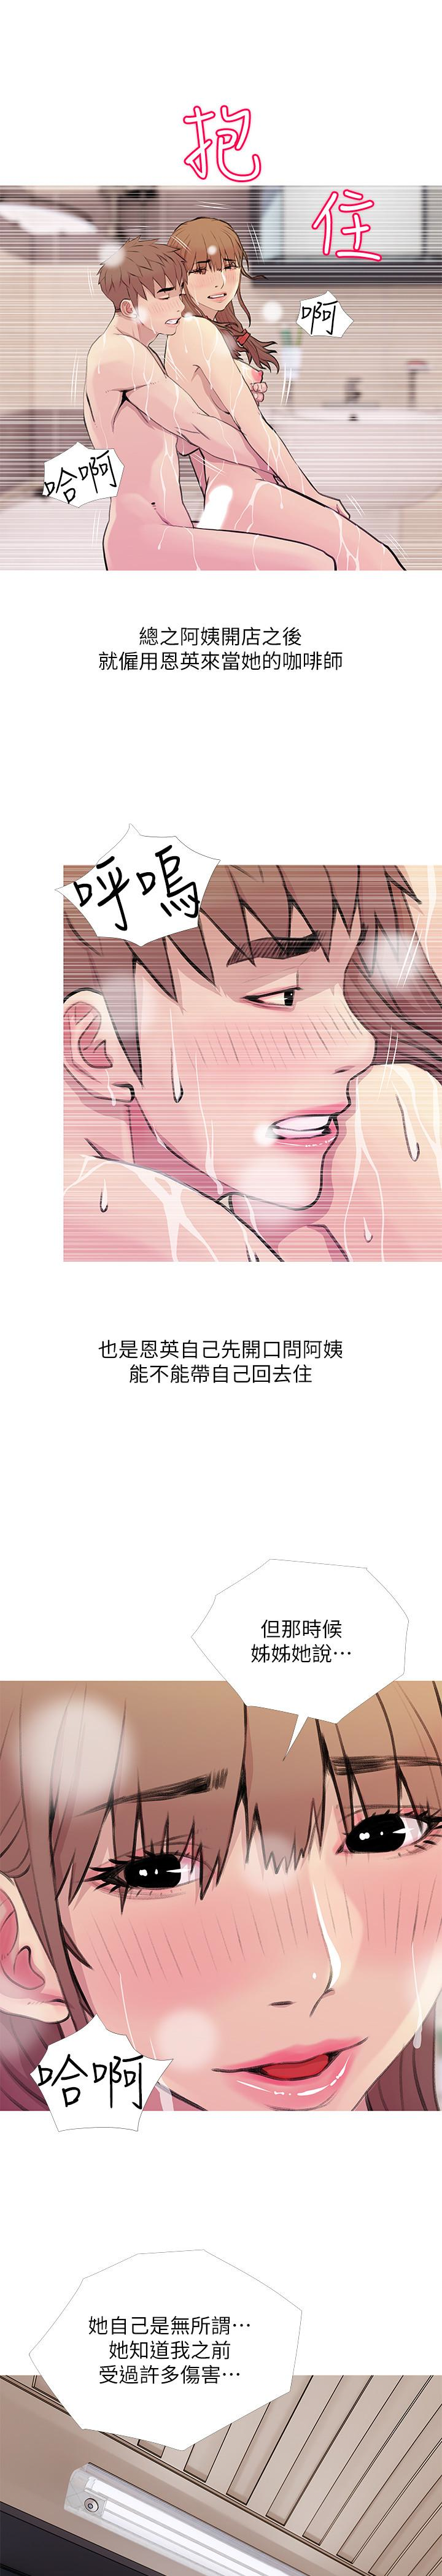 抱
住
啊
哈啊
總之阿姨開店之後
就僱用恩英來當她的咖啡師
呼嗚
也是恩英自己先開口問阿姨
能不能帶自己回去住
但那時候
姊姊她說…
哈啊
她自己是無所謂…
她知道我之前
受過許多傷害…